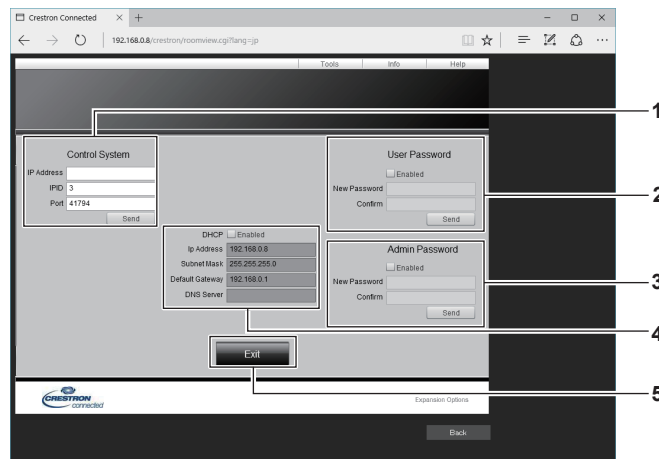 Crestron Connected
192.168.0.8/crestron/roomview.cgi?lang=jp
Tools Info Help
1
Control System
IP Address
IPID 3
Port 41794
Send
User Password
Enabled
New Password
Confirm
Send
2
DHCP Enabled
Ip Address 192.168.0.8
Subnet Mask 255.255.255.0
Default Gateway 192.168.0.1
DNS Server
Admin Password
Enabled
New Password
Confirm
Send
3
4
Exit
5
CRESTRON
connected
Expansion Options
Back